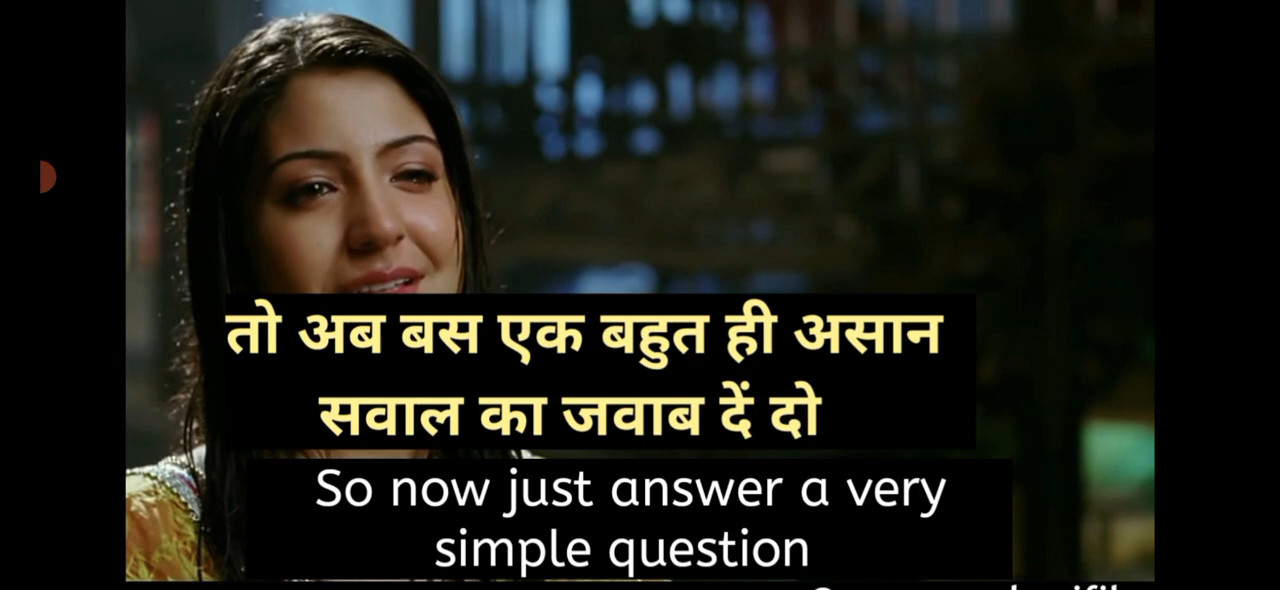 तो अब बस एक बहुत ही असान
सवाल का जवाब दें दो
So now just answer a very
simple question